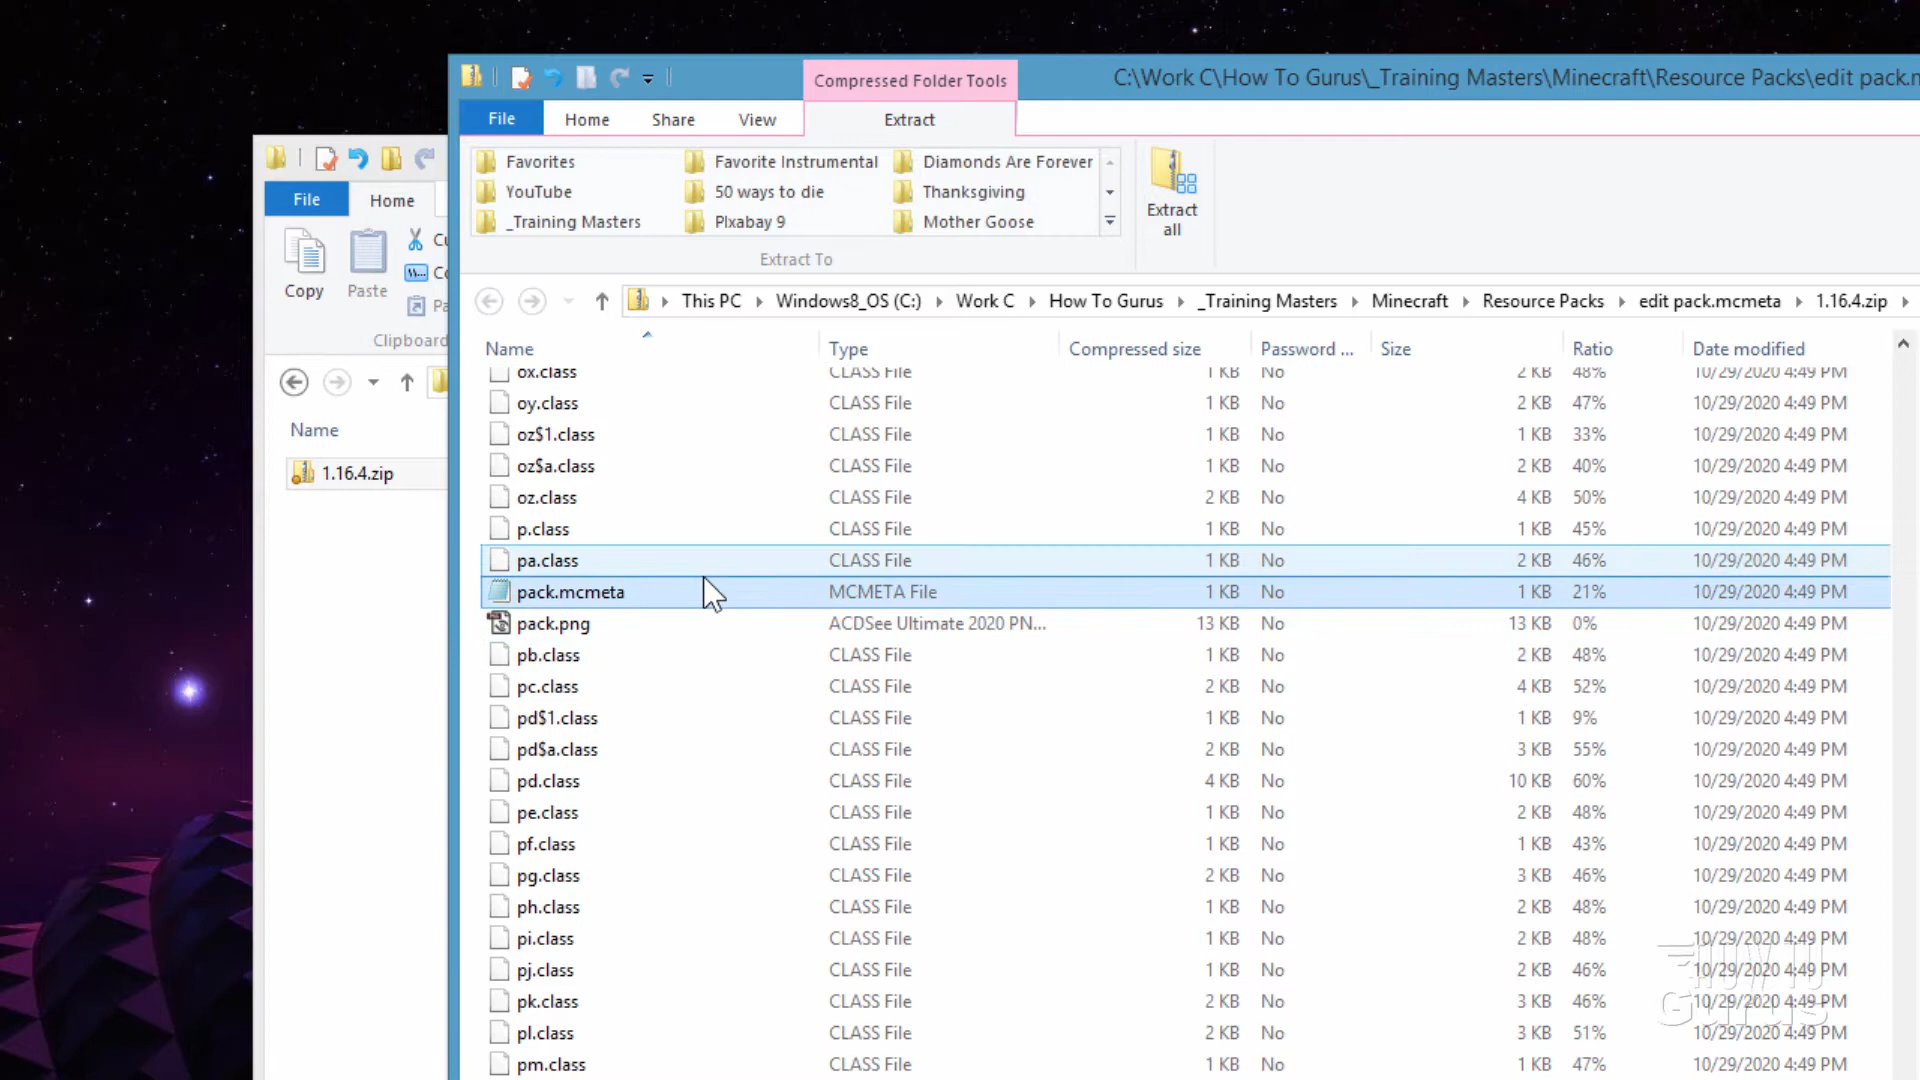 Compressed Folder Tools
C:\Work C\How To Gurus\_Training Masters\Minecraft\Resource Packs\edit pack.m
File Home Share View Extract
Favorites Favorite Instrumental Diamonds Are Forever
YouTube 50 ways to die Thanksgiving
_Training Masters PIxabay 9 Mother Goose
Extract
all
Extract To
File Home
Copy Paste
Clipboard
Name
1.16.4.zip
This PC Windows8_OS (C:) Work C How To Gurus _Training Masters Minecraft Resource Packs edit pack.mcmeta 1.16.4.zip
Name Type Compressed size Password ... Size Ratio Date modified
ox.class CLASS File 1 KB No 2 KB 48% 10/29/2020 4:49 PM
oy.class CLASS File 1 KB No 2 KB 47% 10/29/2020 4:49 PM
oz$1.class CLASS File 1 KB No 1 KB 33% 10/29/2020 4:49 PM
oz$a.class CLASS File 1 KB No 2 KB 40% 10/29/2020 4:49 PM
oz.class CLASS File 2 KB No 4 KB 50% 10/29/2020 4:49 PM
p.class CLASS File 1 KB No 1 KB 45% 10/29/2020 4:49 PM
pa.class CLASS File 1 KB No 2 KB 46% 10/29/2020 4:49 PM
pack.mcmeta MCMETA File 1 KB No 1 KB 21% 10/29/2020 4:49 PM
pack.png ACDSee Ultimate 2020 PN... 13 KB No 13 KB 0% 10/29/2020 4:49 PM
pb.class CLASS File 1 KB No 2 KB 48% 10/29/2020 4:49 PM
pc.class CLASS File 2 KB No 4 KB 52% 10/29/2020 4:49 PM
pd$1.class CLASS File 1 KB No 1 KB 9% 10/29/2020 4:49 PM
pd$a.class CLASS File 2 KB No 3 KB 55% 10/29/2020 4:49 PM
pd.class CLASS File 4 KB No 10 KB 60% 10/29/2020 4:49 PM
pe.class CLASS File 1 KB No 2 KB 48% 10/29/2020 4:49 PM
pf.class CLASS File 1 KB No 1 KB 43% 10/29/2020 4:49 PM
pg.class CLASS File 2 KB No 3 KB 46% 10/29/2020 4:49 PM
ph.class CLASS File 1 KB No 2 KB 48% 10/29/2020 4:49 PM
pi.class CLASS File 1 KB No 2 KB 48% 10/29/2020 4:49 PM
pj.class CLASS File 1 KB No 2 KB 46% 10/29/2020 4:49 PM
pk.class CLASS File 2 KB No 3 KB 46% 10/29/2020 4:49 PM
pl.class CLASS File 2 KB No 3 KB 51% 10/29/2020 4:49 PM
pm.class CLASS File 1 KB No 1 KB 47% 10/29/2020 4:49 PM
HOW TO
Gurus